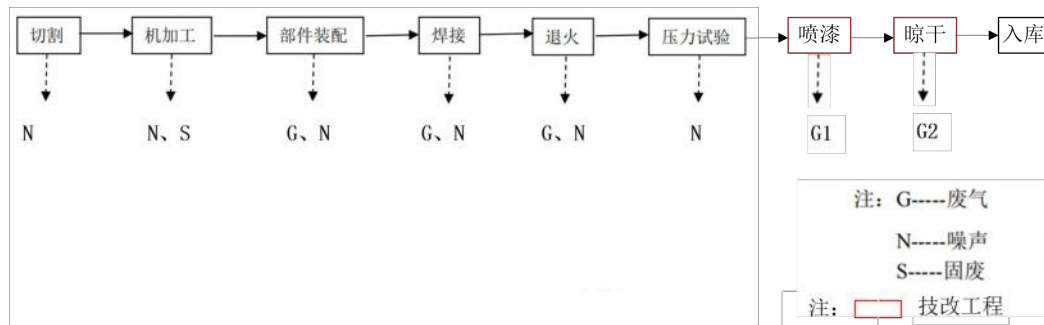 切割 机加工 部件装配 焊接 退火 压力试验 喷漆 晾干 入库
N N、S G、N G、N G、N N G1 G2
注：G-----废气
N-----噪声
S-----固废
注： 技改工程